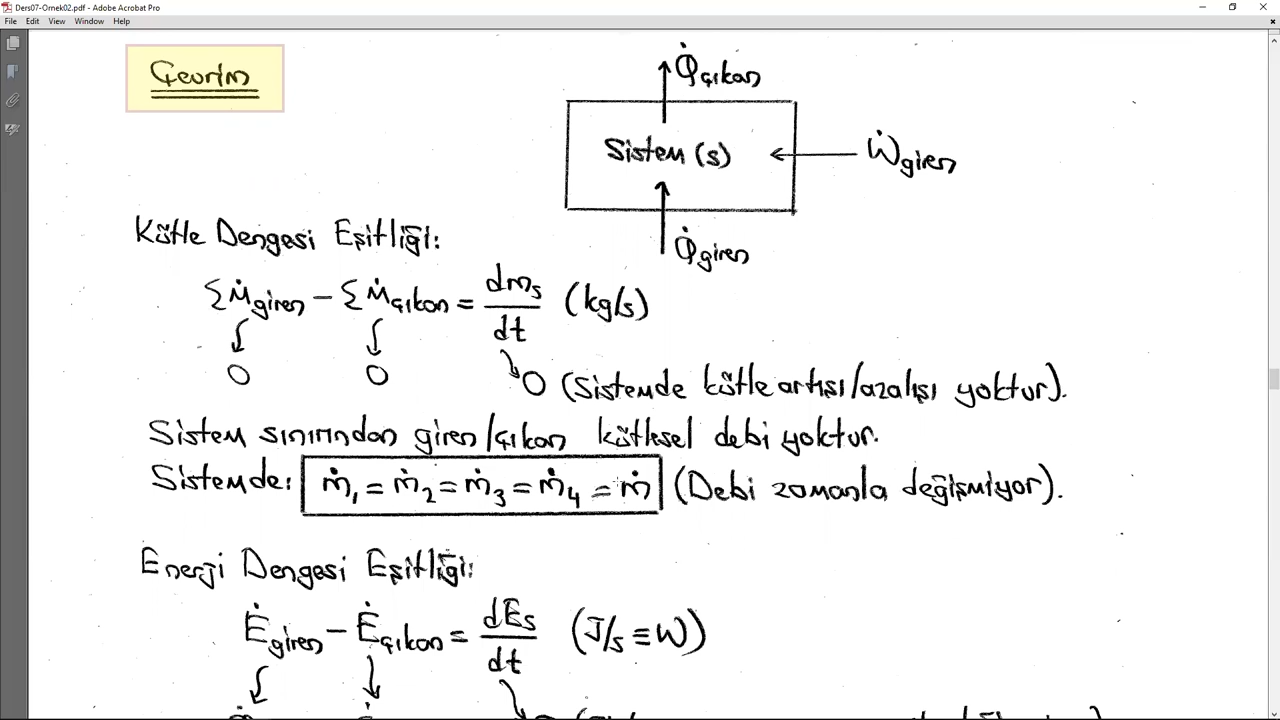 Ders07-Ornek02.pdf - Adobe Acrobat Pro
File Edit View Window Help
Çevrim
Q̇çıkan
Sistem (s)
Ẇgiren
Q̇giren
Kütle Dengesi Eşitliği:
Σṁgiren - Σṁçıkan = dms/dt (kg/s)
0 0 0 (Sistemde kütle artışı/azalışı yoktur).
Sistem sınırından giren/çıkan kütlesel debi yoktur.
Sistemde: ṁ1 = ṁ2 = ṁ3 = ṁ4 = ṁ (Debi zamanla değişmiyor).
Enerji Dengesi Eşitliği:
Ėgiren - Ėçıkan = dEs/dt (J/s ≡ W)